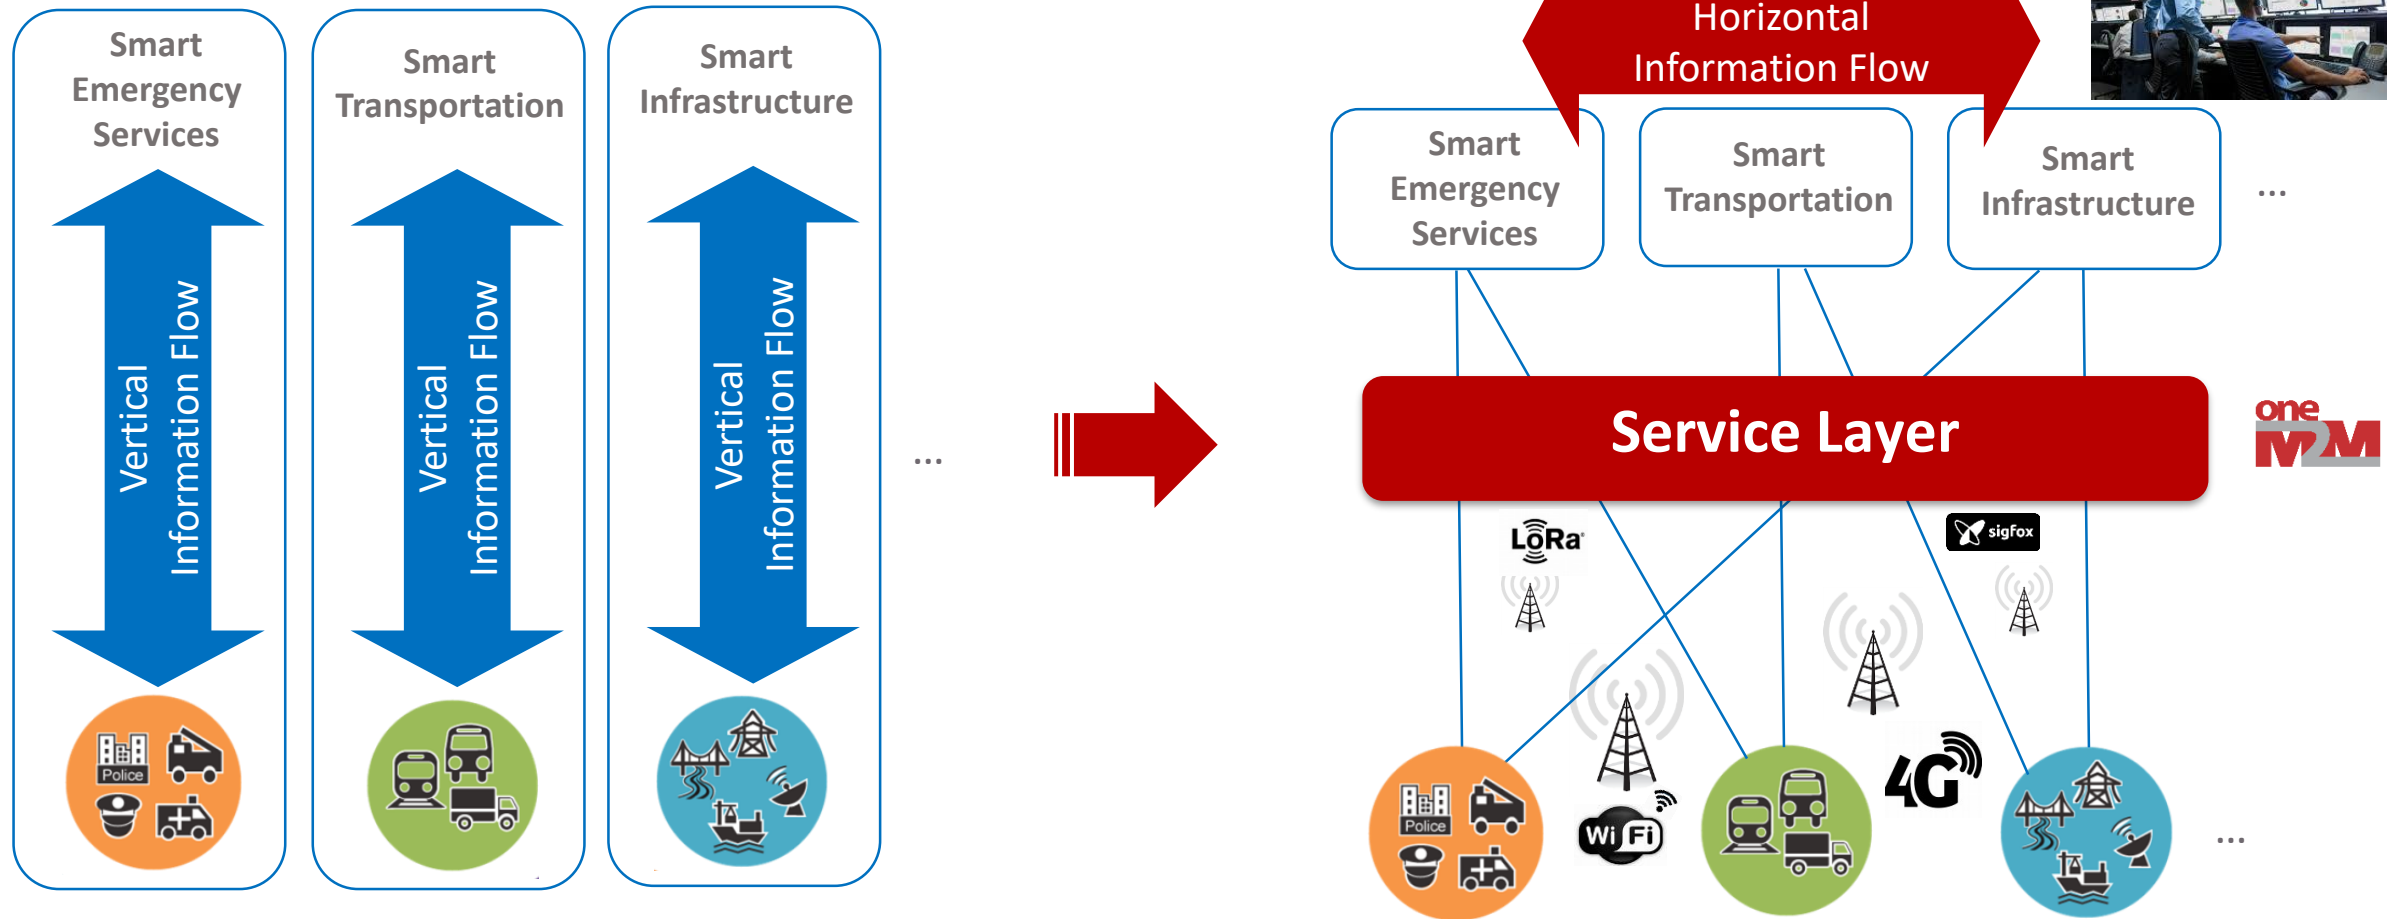 Smart
Emergency
Services
Vertical
Information Flow
Police
Smart
Transportation
Vertical
Information Flow
Smart
Infrastructure
Vertical
Information Flow
...
Horizontal
Information Flow
Smart
Emergency
Services
Smart
Transportation
Smart
Infrastructure
...
Service Layer
one
M2M
LoRa
sigfox
Wi Fi
4G
Police
...